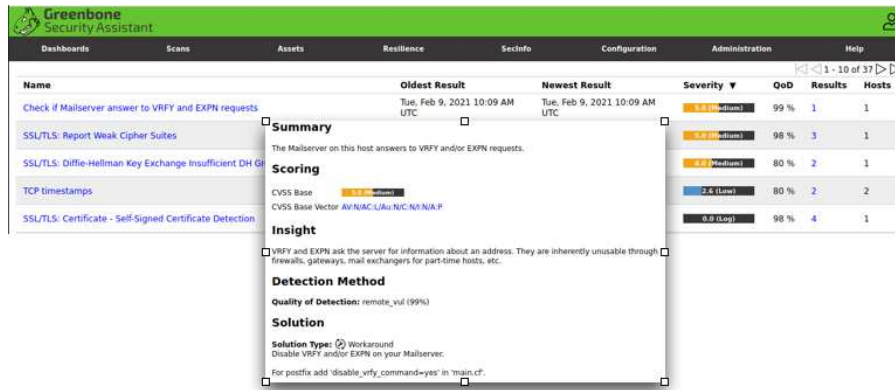 Greenbone
Security Assistant
Dashboards Scans Assets Resilience SecInfo Configuration Administration Help
1 - 10 of 37
Name Oldest Result Newest Result Severity ▼ QoD Results Hosts
Check if Mailserver answer to VRFY and EXPN requests Tue, Feb 9, 2021 10:09 AM UTC Tue, Feb 9, 2021 10:09 AM UTC 5.0 (Medium) 99 % 1 1
SSL/TLS: Report Weak Cipher Suites 5.0 (Medium) 98 % 3 1
SSL/TLS: Diffie-Hellman Key Exchange Insufficient DH Gr 4.0 (Medium) 80 % 2 1
TCP timestamps 2.6 (Low) 80 % 2 2
SSL/TLS: Certificate - Self-Signed Certificate Detection 0.0 (Log) 98 % 4 1
Summary
The Mailserver on this host answers to VRFY and/or EXPN requests.
Scoring
CVSS Base 5.0 (Medium)
CVSS Base Vector AV:N/AC:L/Au:N/C:N/I:N/A:P
Insight
VRFY and EXPN ask the server for information about an address. They are inherently unusable through
firewalls, gateways, mail exchangers for part-time hosts, etc.
Detection Method
Quality of Detection: remote_vul (99%)
Solution
Solution Type: Workaround
Disable VRFY and/or EXPN on your Mailserver.
For postfix add 'disable_vrfy_command=yes' in 'main.cf'.